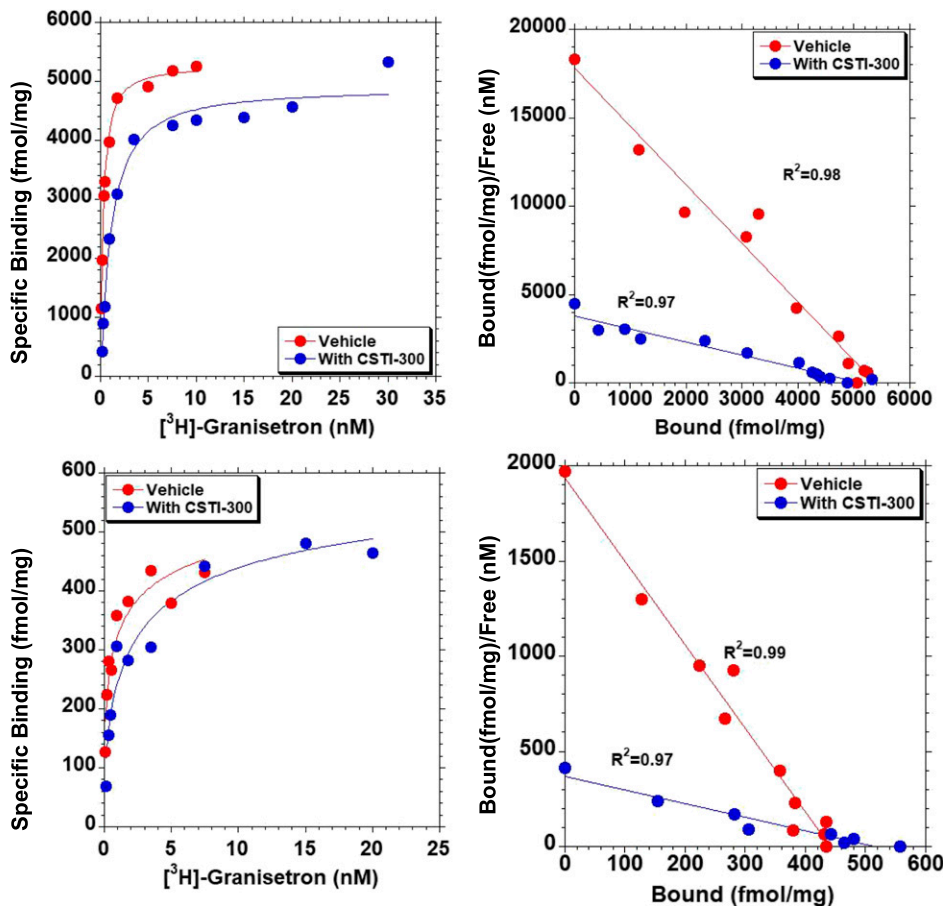 6000
5000
4000
3000
2000
1000
0
Specific Binding (fmol/mg)
Vehicle
With CSTI-300
0 5 10 15 20 25 30 35
[³H]-Granisetron (nM)
20000
15000
10000
5000
0
Bound(fmol/mg)/Free (nM)
Vehicle
With CSTI-300
R²=0.98
R²=0.97
0 1000 2000 3000 4000 5000 6000
Bound (fmol/mg)
600
500
400
300
200
100
0
Specific Binding (fmol/mg)
Vehicle
With CSTI-300
0 5 10 15 20 25
[³H]-Granisetron (nM)
2000
1500
1000
500
0
Bound(fmol/mg)/Free (nM)
Vehicle
With CSTI-300
R²=0.99
R²=0.97
0 100 200 300 400 500 600
Bound (fmol/mg)